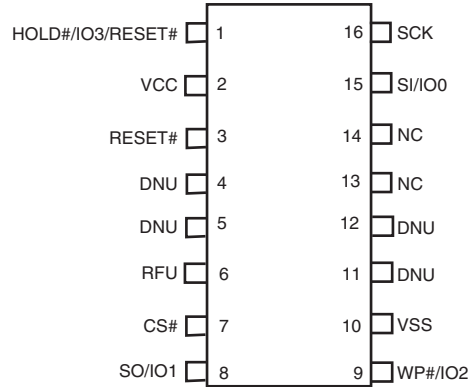 HOLD#/IO3/RESET# 1 16 SCK
VCC 2 15 SI/IO0
RESET# 3 14 NC
DNU 4 13 NC
DNU 5 12 DNU
RFU 6 11 DNU
CS# 7 10 VSS
SO/IO1 8 9 WP#/IO2